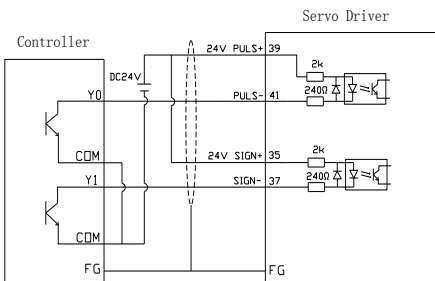 Servo Driver
Controller
24V PULS+ 39
2k
DC24V
240Ω
Y0
PULS- 41
COM
24V SIGN+ 35
2k
240Ω
Y1
SIGN- 37
COM
FG
FG